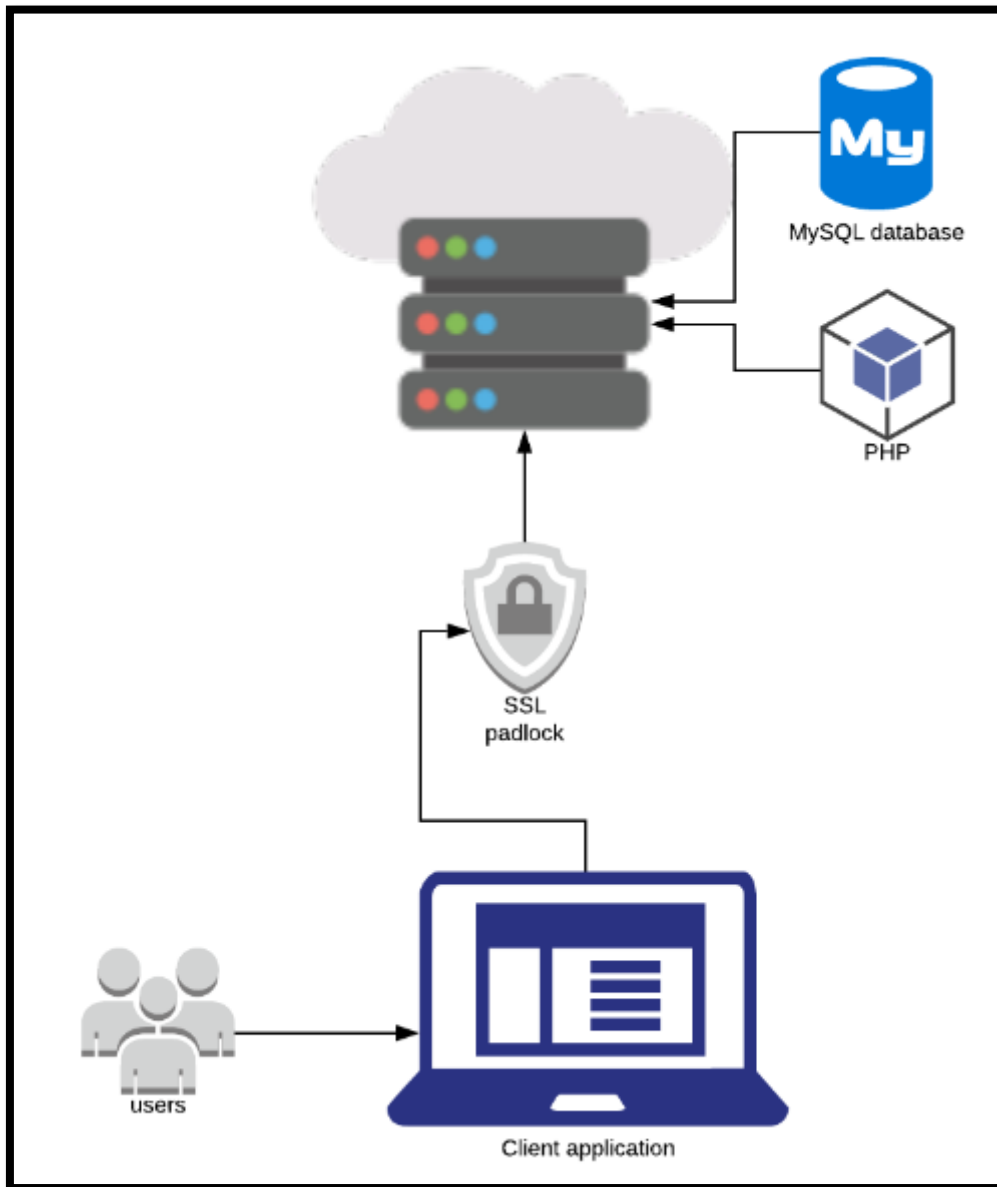 My
MySQL database
PHP
SSL
padlock
users
Client application